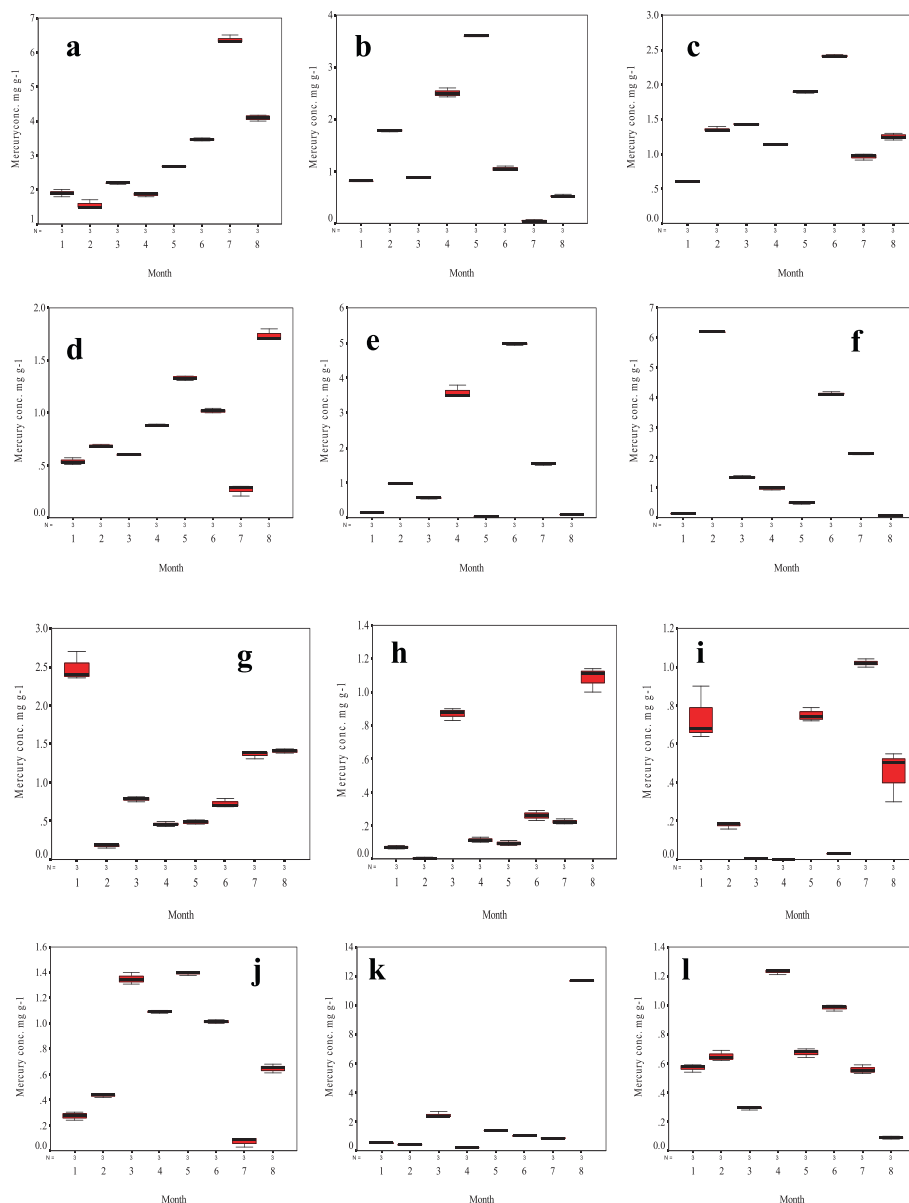 a
Mercuryconc. mg g-1
7
6
5
4
3
2
1
N = 3 3 3 3 3 3 3 3
1 2 3 4 5 6 7 8
Month
b
Mercury conc. mg g-1
4
3
2
1
0
N = 3 3 3 3 3 3 3 3
1 2 3 4 5 6 7 8
Month
c
Mercury conc. mg g-1
3.0
2.5
2.0
1.5
1.0
.5
0.0
N = 3 3 3 3 3 3 3 3
1 2 3 4 5 6 7 8
Month
d
Mercury conc. mg g-1
2.0
1.5
1.0
.5
0.0
N = 3 3 3 3 3 3 3 3
1 2 3 4 5 6 7 8
Month
e
Mercury conc. mg g-1
6
5
4
3
2
1
0
N = 3 3 3 3 3 3 3 3
1 2 3 4 5 6 7 8
Month
f
Mercury conc. mg g-1
7
6
5
4
3
2
1
0
N = 3 3 3 3 3 3 3 3
1 2 3 4 5 6 7 8
Month
g
Mercury conc. mg g-1
3.0
2.5
2.0
1.5
1.0
.5
0.0
N = 3 3 3 3 3 3 3 3
1 2 3 4 5 6 7 8
Month
h
Mercury conc. mg g-1
1.4
1.2
1.0
.8
.6
.4
.2
0.0
N = 3 3 3 3 3 3 3 3
1 2 3 4 5 6 7 8
Month
i
Mercury conc. mg g-1
1.2
1.0
.8
.6
.4
.2
0.0
N = 3 3 3 3 3 3 3 3
1 2 3 4 5 6 7 8
Month
j
Mercury conc. mg g-1
1.6
1.4
1.2
1.0
.8
.6
.4
.2
0.0
N = 3 3 3 3 3 3 3 3
1 2 3 4 5 6 7 8
Month
k
Mercury conc. mg g-1
14
12
10
8
6
4
2
0
N = 3 3 3 3 3 3 3 3
1 2 3 4 5 6 7 8
Month
l
Mercury conc. mg g-1
1.4
1.2
1.0
.8
.6
.4
.2
0.0
N = 3 3 3 3 3 3 3 3
1 2 3 4 5 6 7 8
Month